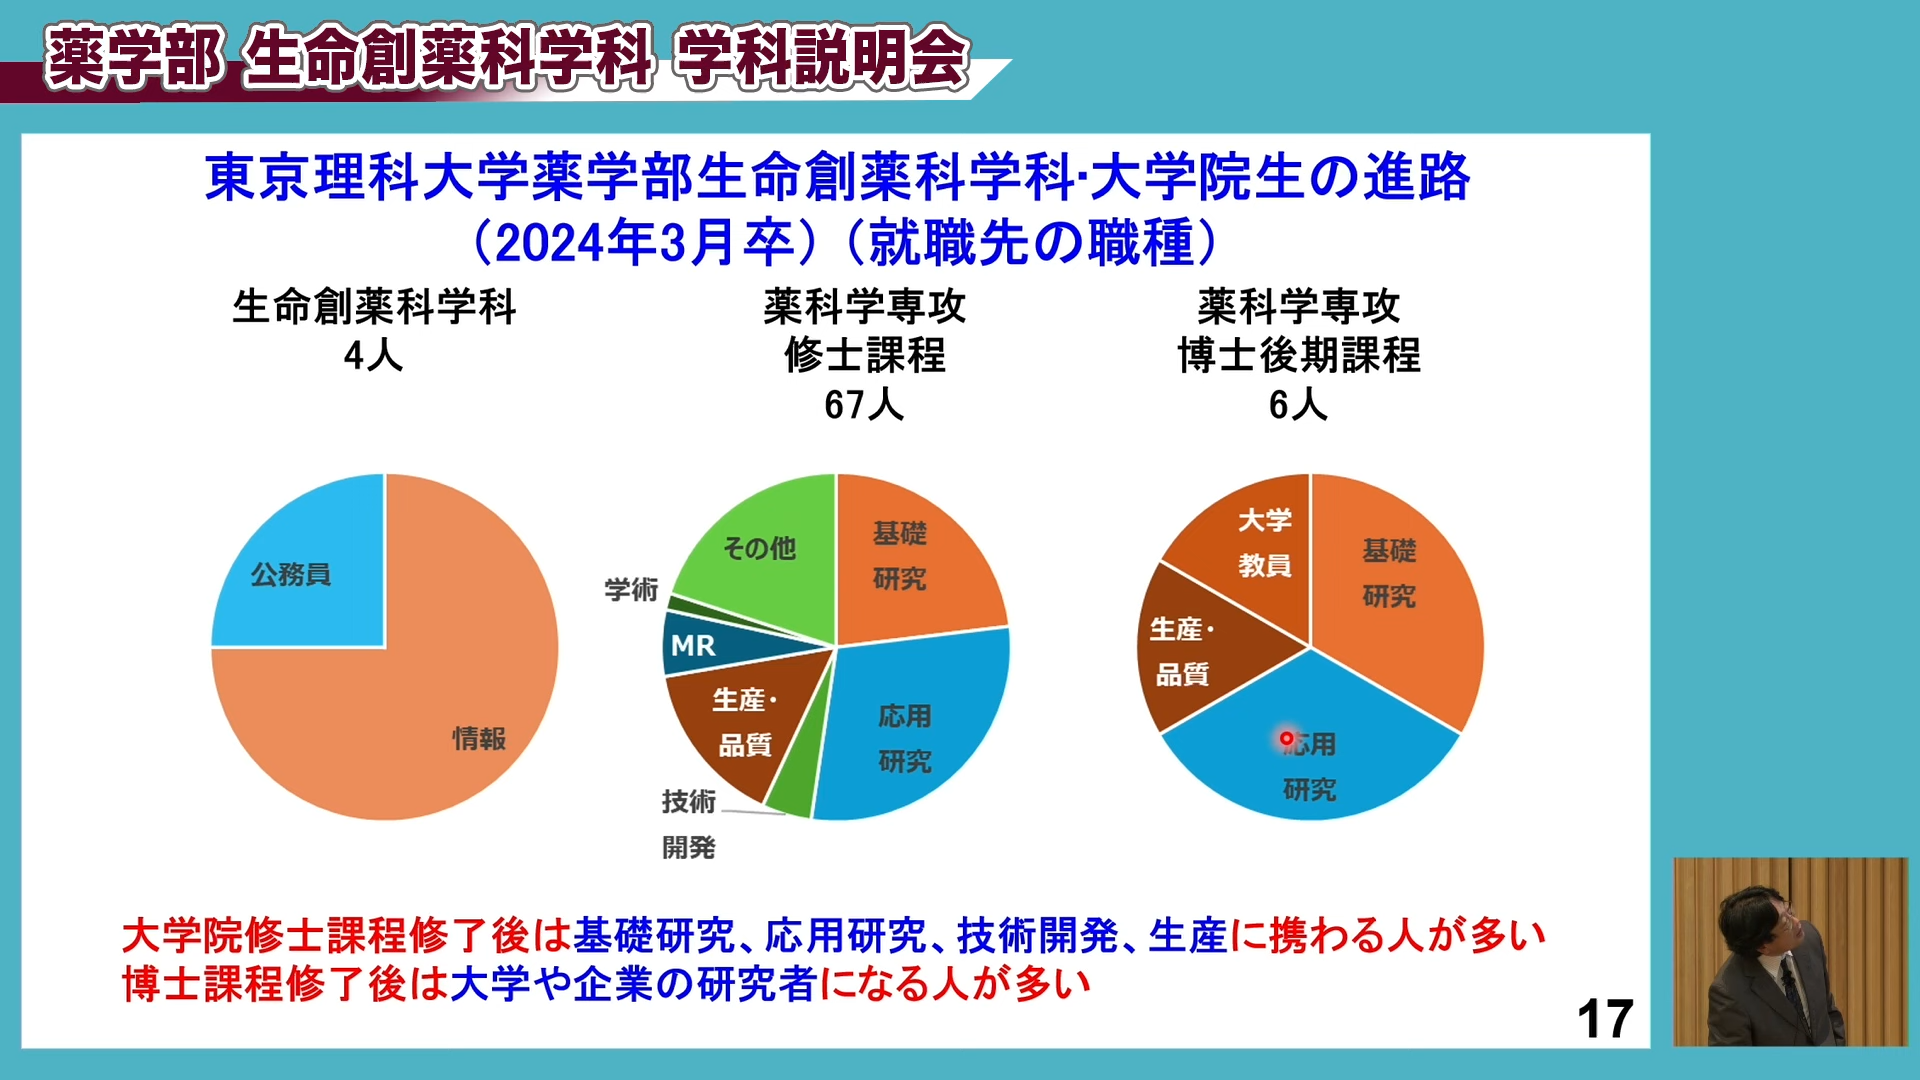 薬学部 生命創薬科学科 学科説明会
東京理科大学薬学部生命創薬科学科・大学院生の進路
（2024年3月卒）（就職先の職種）
生命創薬科学科
4人
薬科学専攻
修士課程
67人
薬科学専攻
博士後期課程
6人
公務員
情報
その他
基礎
研究
学術
MR
生産・
品質
応用
研究
技術
開発
大学
教員
基礎
研究
生産・
品質
応用
研究
大学院修士課程修了後は基礎研究、応用研究、技術開発、生産に携わる人が多い
博士課程修了後は大学や企業の研究者になる人が多い
17